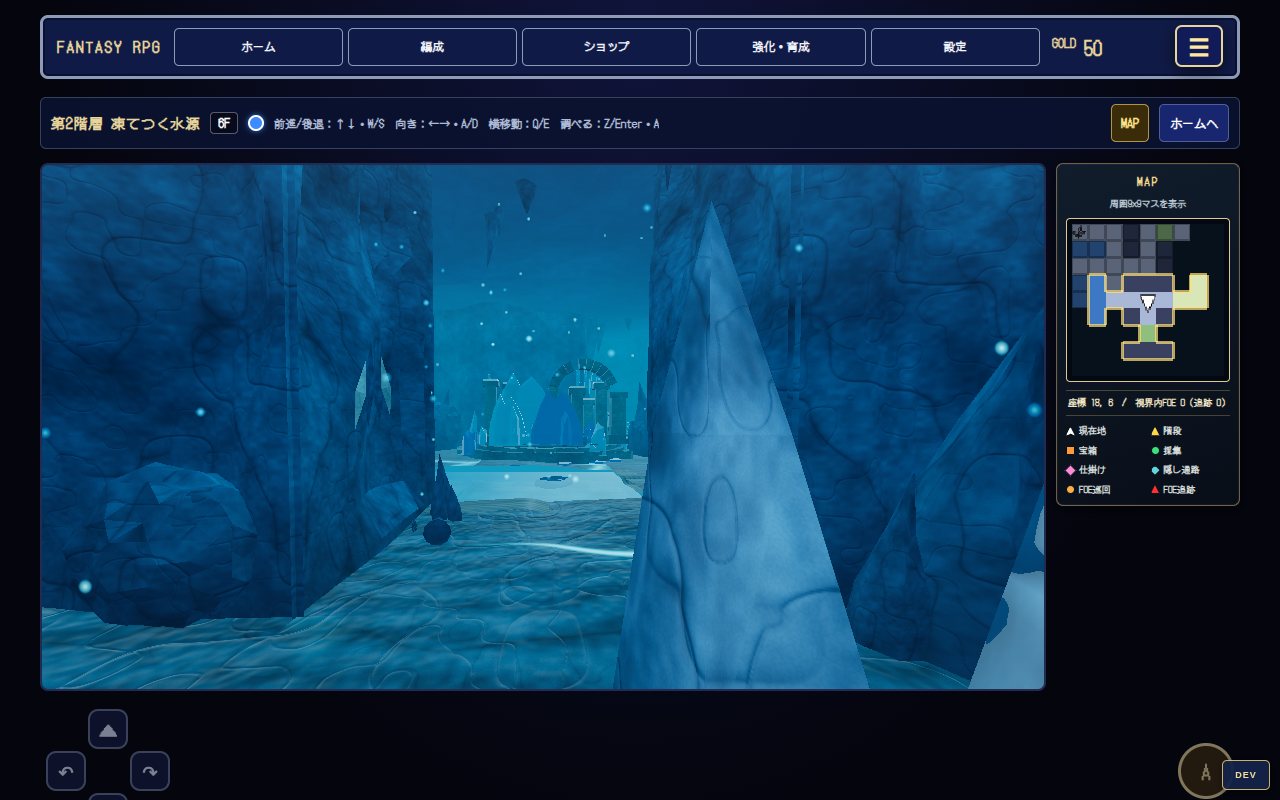 FANTASY RPG
ホーム
編成
ショップ
強化・育成
設定
GOLD 50
第2階層 凍てつく水源
6F
前進/後退：↑↓・W/S 向き：←→・A/D 横移動：Q/E 調べる：Z/Enter・A
MAP
ホームへ
MAP
周囲9x9マスを表示
座標 18, 6 / 視界内FOE 0 (追跡 0)
現在地
階段
宝箱
採集
仕掛け
隠し通路
FOE巡回
FOE追跡
A
DEV